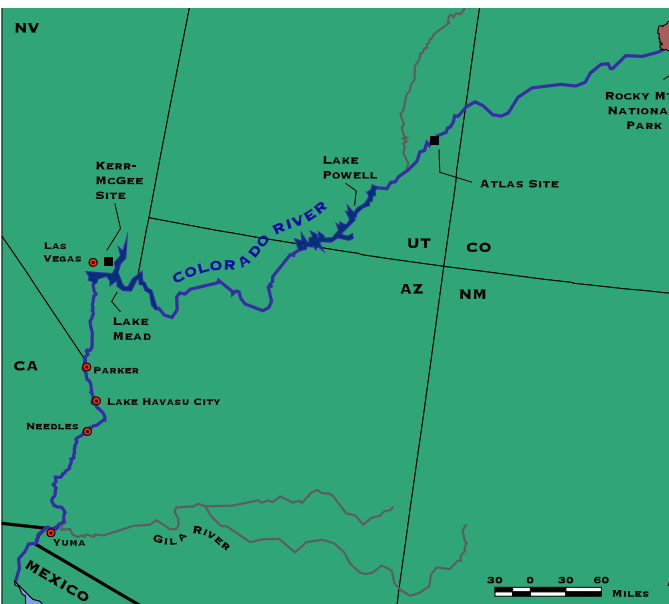 NV
ROCKY MT
NATIONA
PARK
KERR-
MCGEE
SITE
LAKE
POWELL
ATLAS SITE
COLORADO RIVER
LAS
VEGAS
UT
CO
AZ
NM
LAKE
MEAD
CA
PARKER
LAKE HAVASU CITY
NEEDLES
YUMA
GILA RIVER
MEXICO
30 0 30 60
MILES